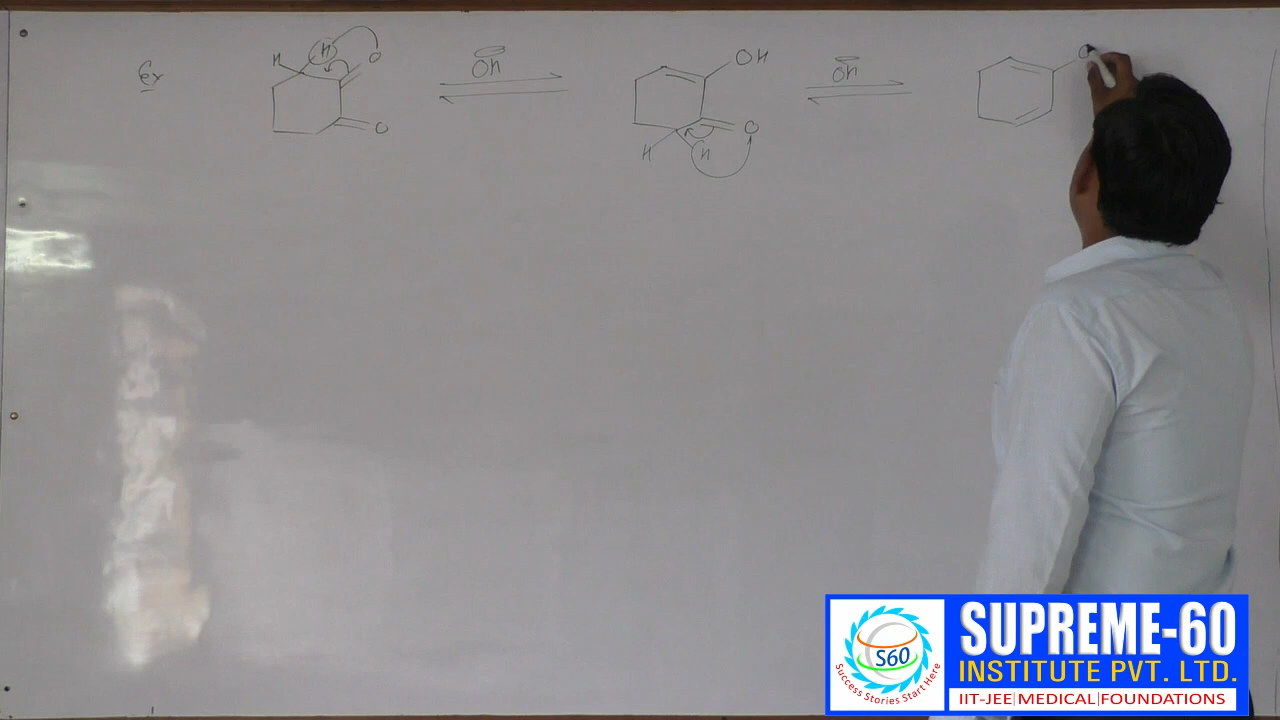 Ex
H
H
O
O
OH
OH
O
H
H
OH
O
S60
Success Stories Start Here
SUPREME-60
INSTITUTE PVT. LTD.
IIT-JEE|MEDICAL|FOUNDATIONS